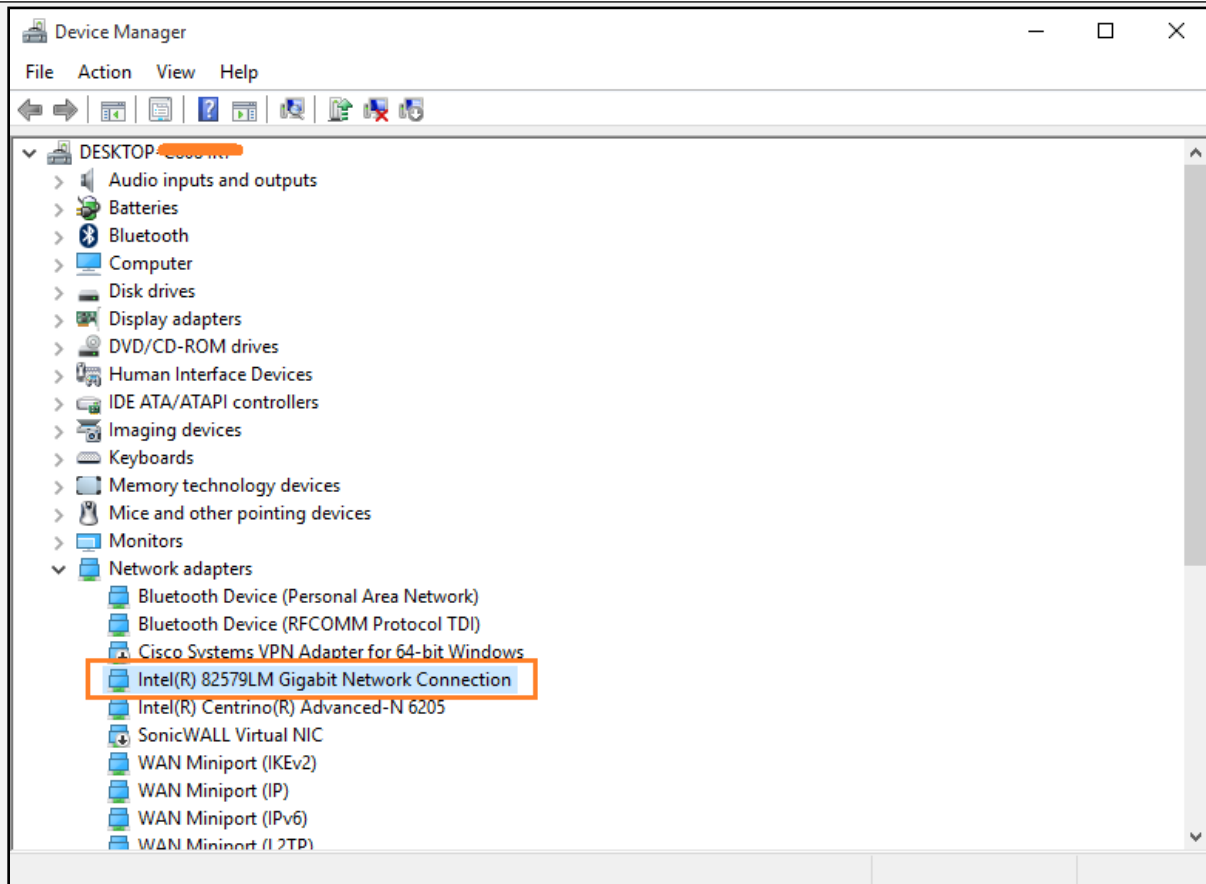 Device Manager
File Action View Help
DESKTOP-
Audio inputs and outputs
Batteries
Bluetooth
Computer
Disk drives
Display adapters
DVD/CD-ROM drives
Human Interface Devices
IDE ATA/ATAPI controllers
Imaging devices
Keyboards
Memory technology devices
Mice and other pointing devices
Monitors
Network adapters
Bluetooth Device (Personal Area Network)
Bluetooth Device (RFCOMM Protocol TDI)
Cisco Systems VPN Adapter for 64-bit Windows
Intel(R) 82579LM Gigabit Network Connection
Intel(R) Centrino(R) Advanced-N 6205
SonicWALL Virtual NIC
WAN Miniport (IKEv2)
WAN Miniport (IP)
WAN Miniport (IPv6)
WAN Miniport (L2TP)